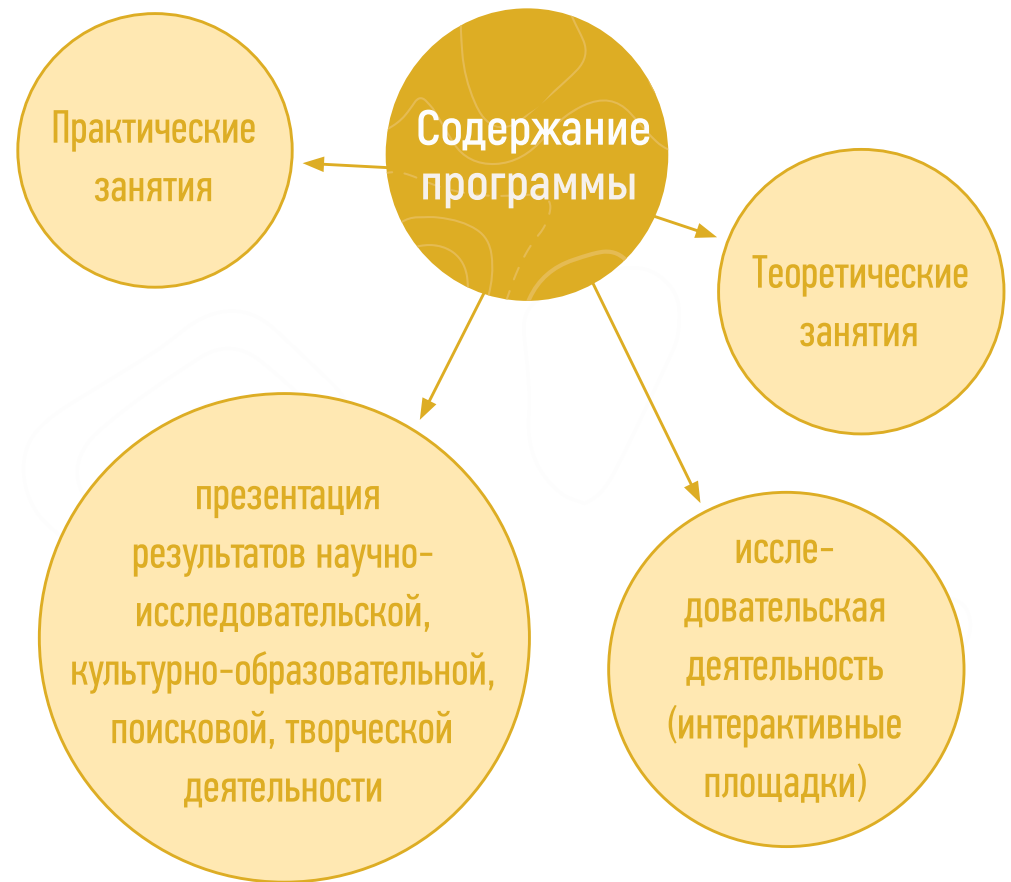 Содержание
программы
Практические
занятия
Теоретические
занятия
презентация
результатов научно-
исследовательской,
культурно-образовательной,
поисковой, творческой
деятельности
иссле-
довательская
деятельность
(интерактивные
площадки)